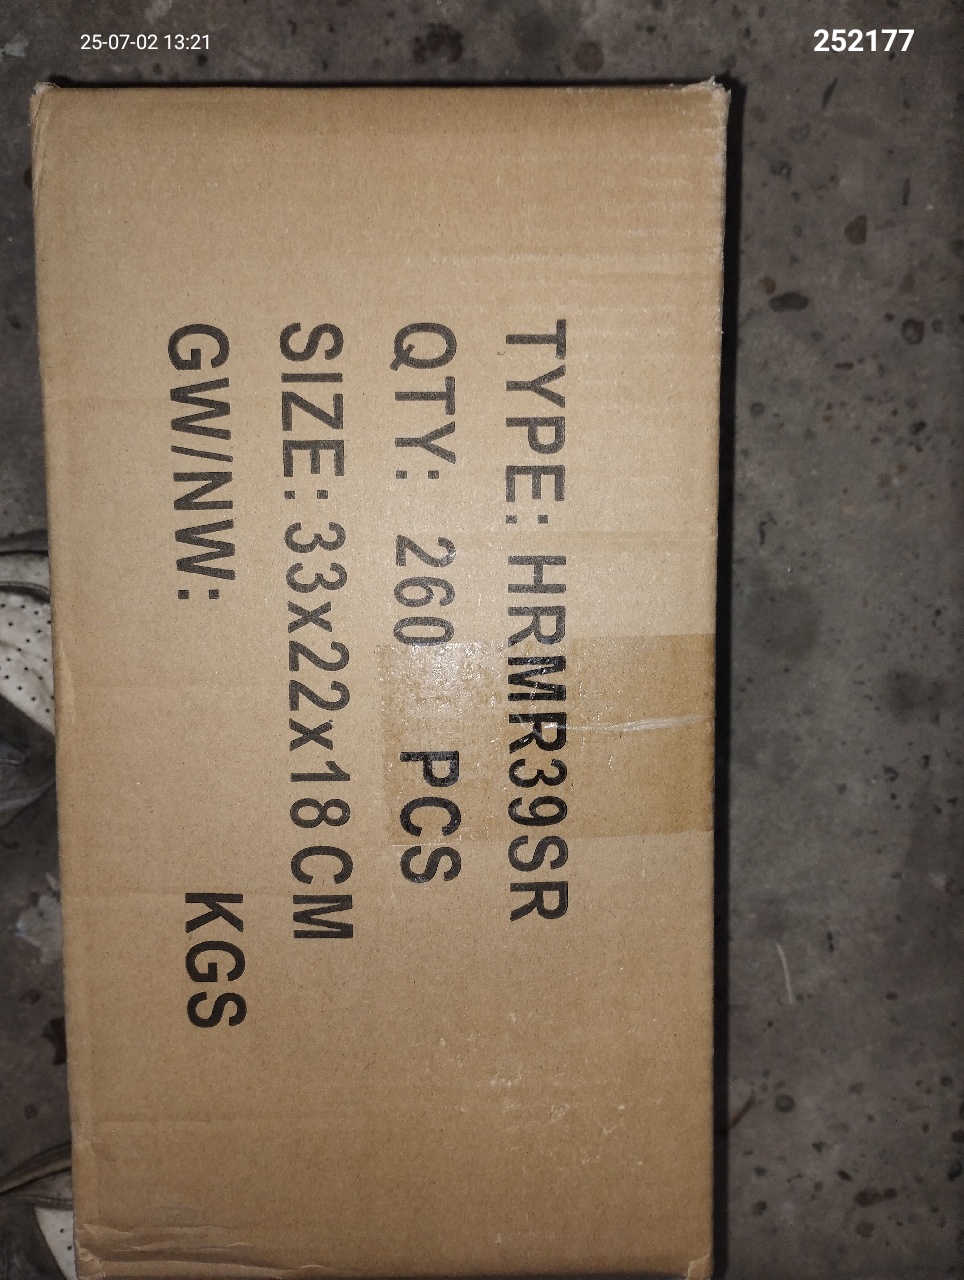 25-07-02 13:21
252177
TYPE: HRMR39SR
QTY: 260 PCS
SIZE: 33x22x18CM
GW/NW: KGS